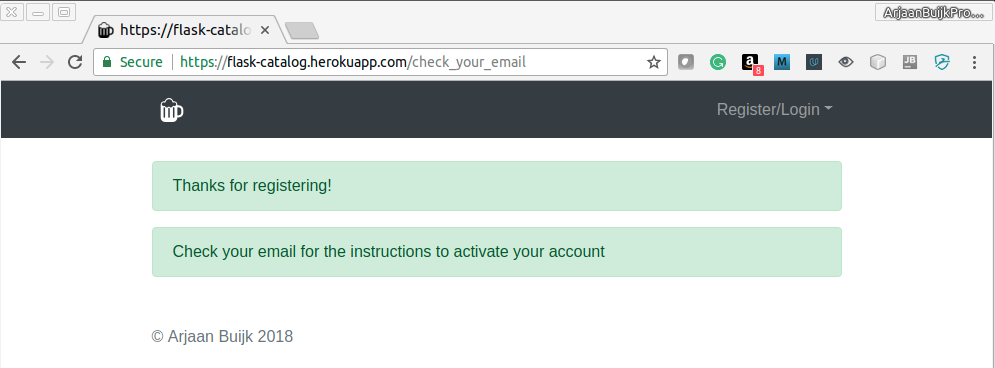 ArjaanBuijkPro...
https://flask-catalo
Secure https://flask-catalog.herokuapp.com/check_your_email
8
M
JB
Register/Login
Thanks for registering!
Check your email for the instructions to activate your account
© Arjaan Buijk 2018